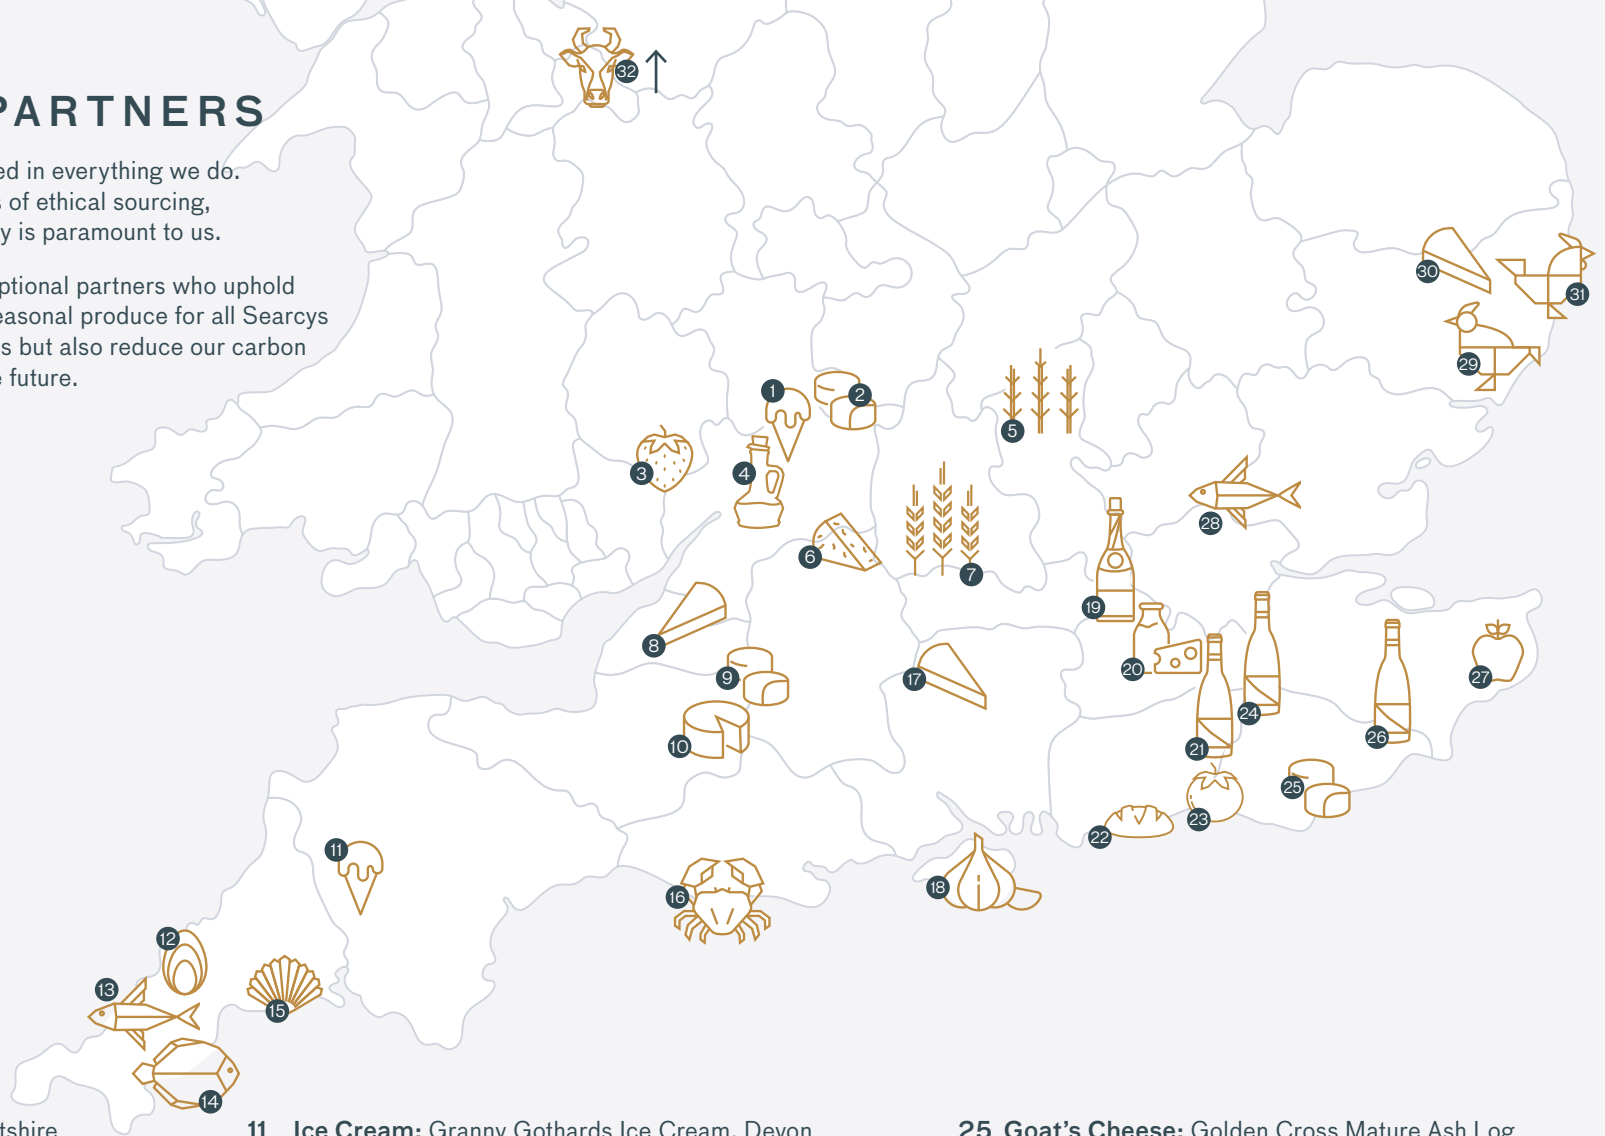 PARTNERS
ed in everything we do.
s of ethical sourcing,
y is paramount to us.
ptional partners who uphold
easonal produce for all Searcys
s but also reduce our carbon
e future.
32
30
31
29
1
2
3
4
5
6
7
28
19
8
9
17
20
27
24
21
26
10
25
23
22
11
18
16
12
13
15
14
tshire
11 Ice Cream: Granny Gothards Ice Cream, Devon
25 Goat's Cheese: Golden Cross Mature Ash Log